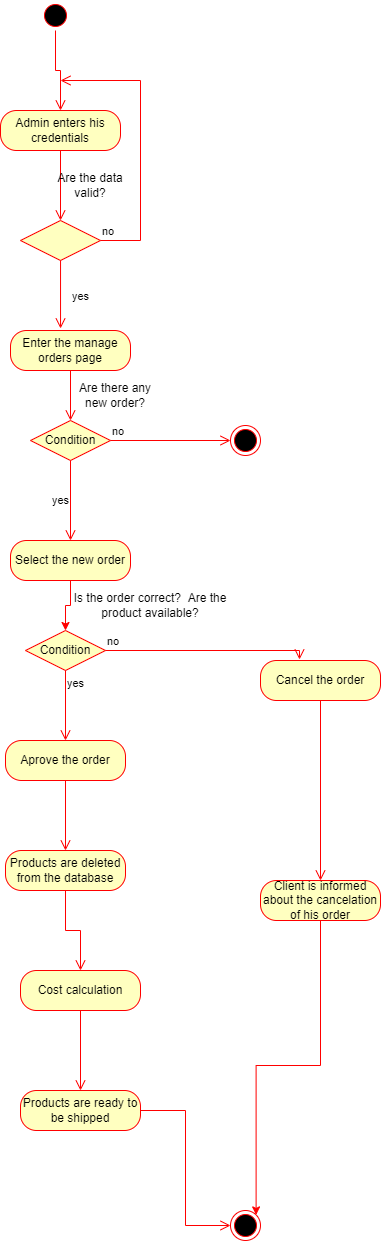 Admin enters his
credentials
Are the data
valid?
no
yes
Enter the manage
orders page
Are there any
new order?
Condition
no
yes
Select the new order
Is the order correct?  Are the
product available?
Condition
no
yes
Cancel the order
Aprove the order
Products are deleted
from the database
Client is informed
about the cancelation
of his order
Cost calculation
Products are ready to
be shipped